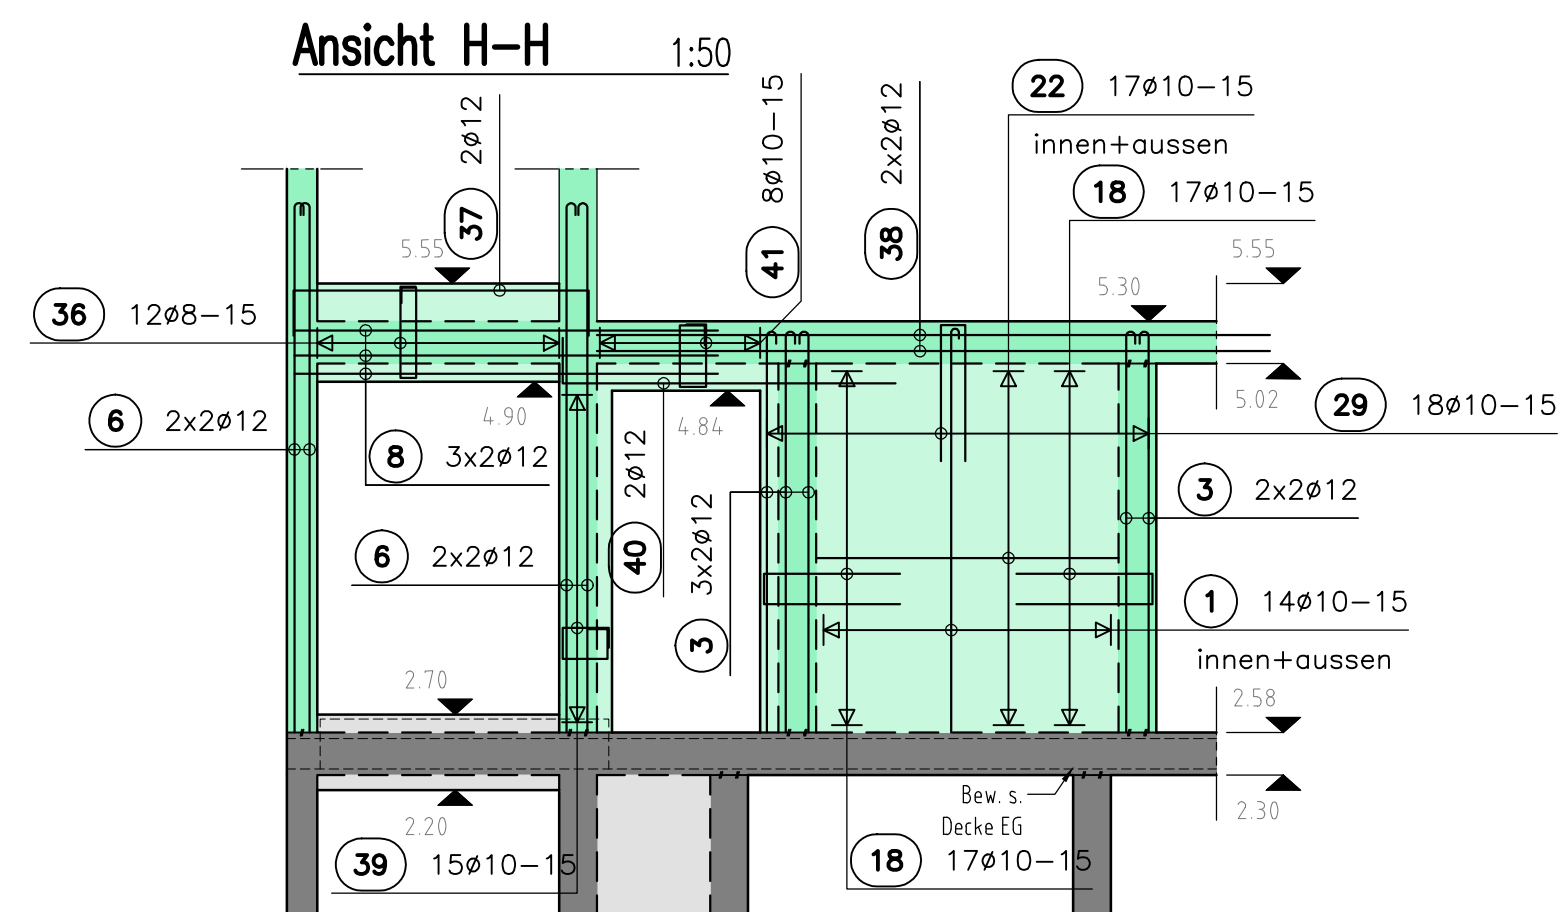 Ansicht H-H 1:50
2ø12
37
8ø10-15
41
2x2ø12
38
22 17ø10-15
innen+aussen
18 17ø10-15
5.55
5.55
5.30
36 12ø8-15
5.02
4.90
4.84
29 18ø10-15
6 2x2ø12
8 3x2ø12
2ø12
40
3x2ø12
3
3 2x2ø12
6 2x2ø12
1 14ø10-15
innen+aussen
2.70
2.58
Bew. s.
Decke EG
2.30
2.20
39 15ø10-15
18 17ø10-15